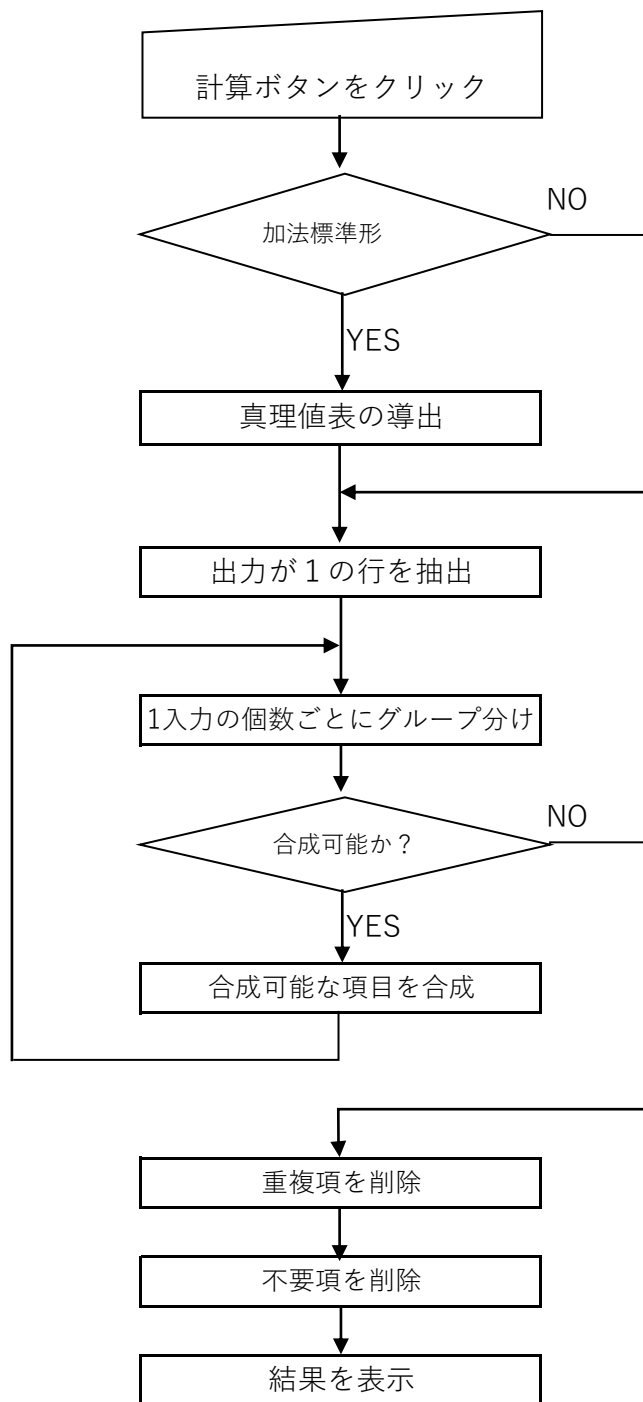 計算ボタンをクリック
NO
加法標準形
YES
真理値表の導出
出力が１の行を抽出
1入力の個数ごとにグループ分け
NO
合成可能か？
YES
合成可能な項目を合成
重複項を削除
不要項を削除
結果を表示